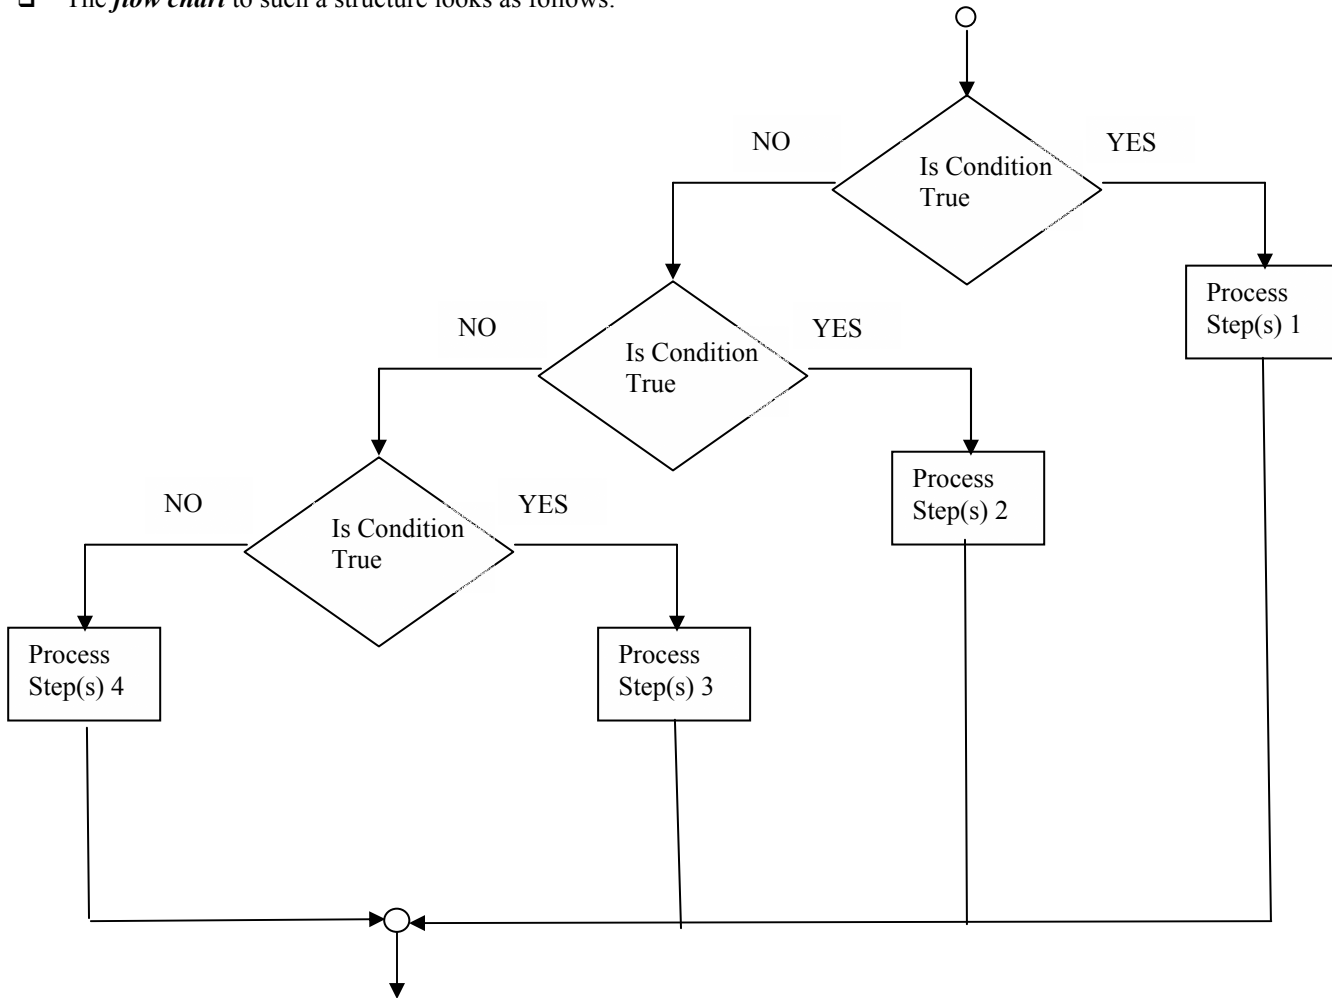 ❑ The flow chart to such a structure looks as follows:
NO
YES
Is Condition
True
Process
Step(s) 1
NO
YES
Is Condition
True
Process
Step(s) 2
NO
YES
Is Condition
True
Process
Step(s) 4
Process
Step(s) 3